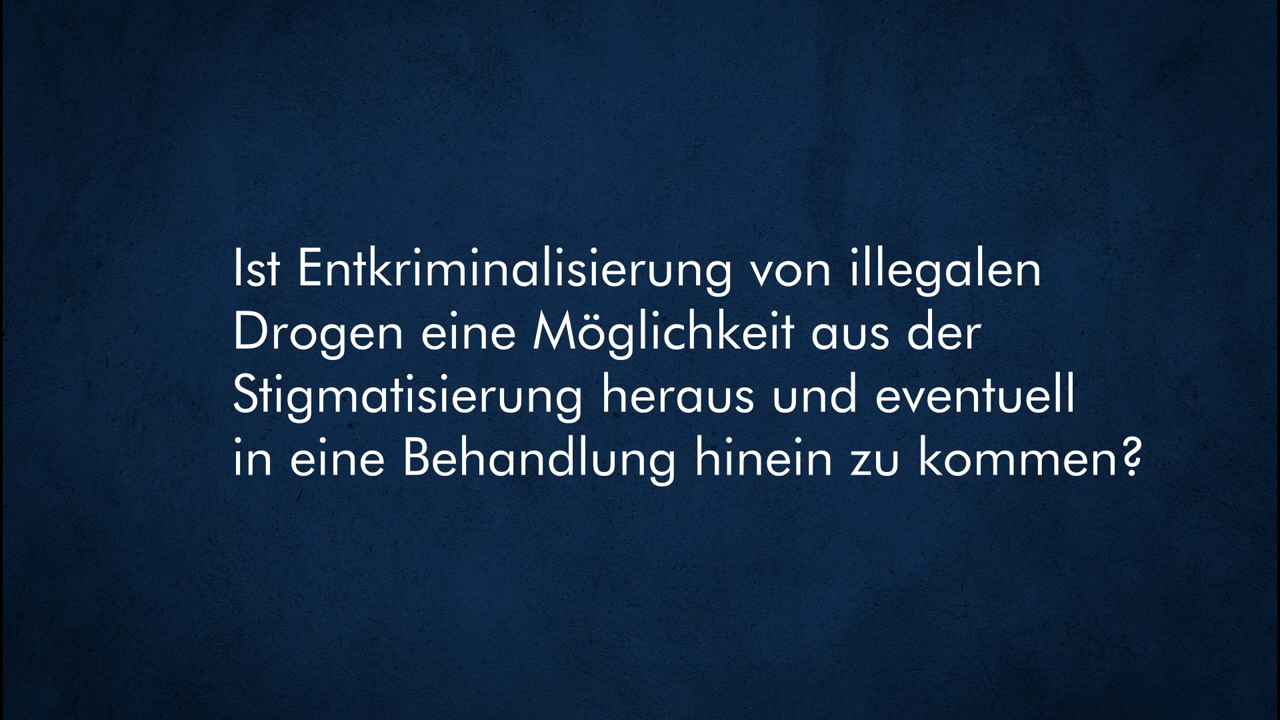 Ist Entkriminalisierung von illegalen
Drogen eine Möglichkeit aus der
Stigmatisierung heraus und eventuell
in eine Behandlung hinein zu kommen?